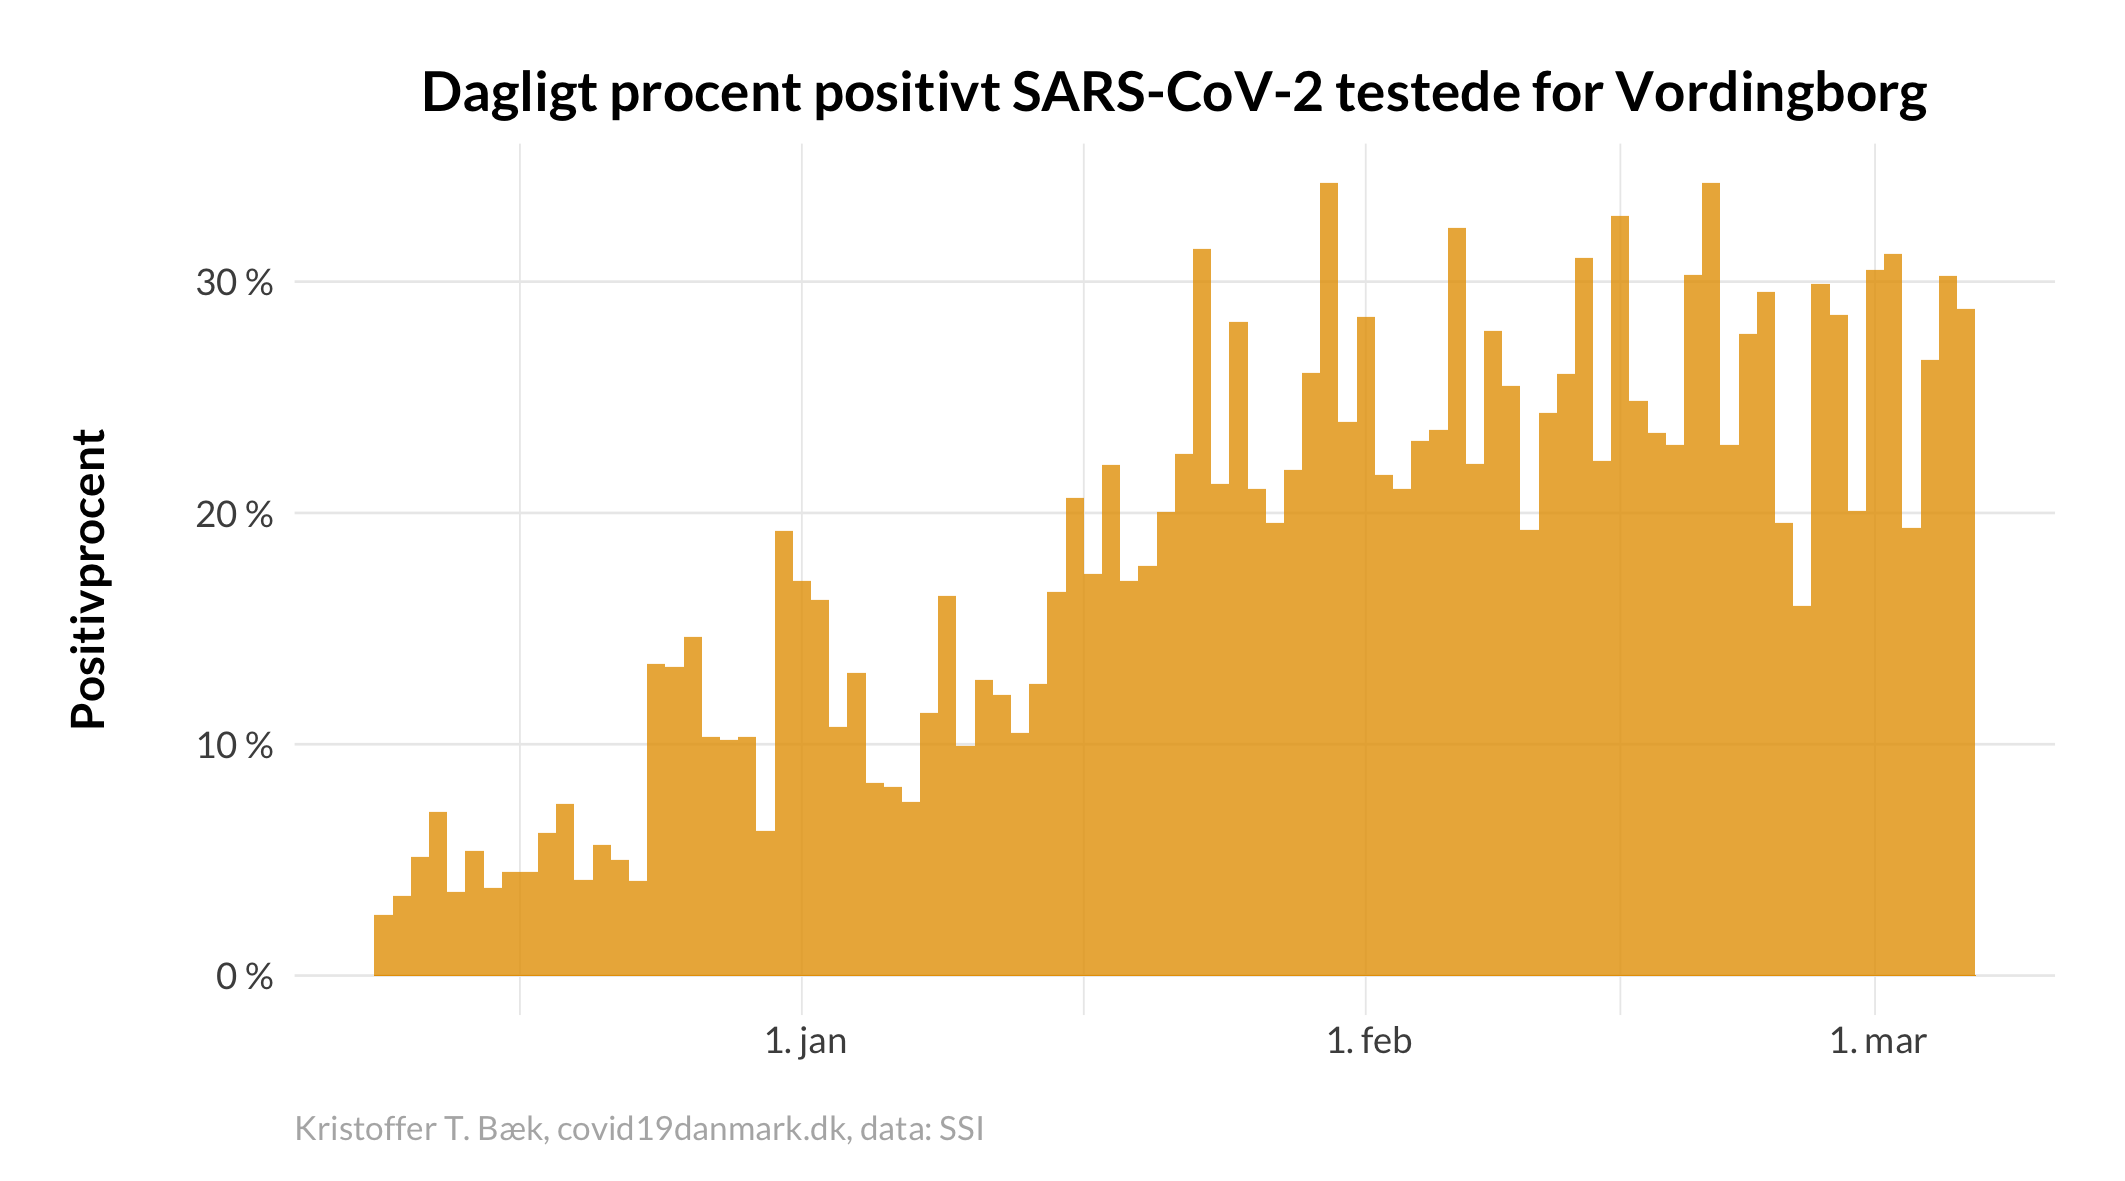 Dagligt procent positivt SARS-CoV-2 testede for Vordingborg
Positivprocent
30 %
20 %
10 %
0 %
1. jan
1. feb
1. mar
Kristoffer T. Bæk, covid19danmark.dk, data: SSI